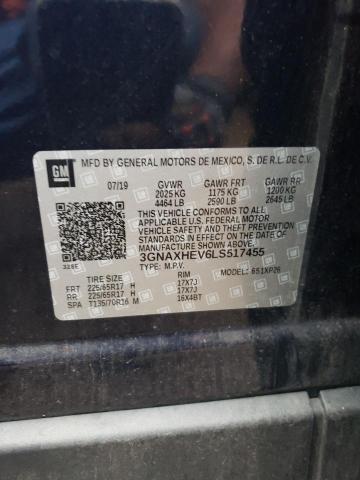 GM
MFD BY GENERAL MOTORS DE MEXICO, S. DE R.L. DE C.V.
07/19 GVWR GAWR FRT GAWR RR
2025 KG 1175 KG 1200 KG
4464 LB 2590 LB 2645 LB
THIS VEHICLE CONFORMS TO ALL APPLICABLE
U.S. FEDERAL MOTOR
VEHICLE SAFETY AND THEFT PREVENTION
STANDARDS IN EFFECT ON THE DATE OF
MANUFACTURE SHOWN ABOVE.
3GNAXHEV6LS517455
TYPE: M.P.V. MODEL: 651XP26
TIRE SIZE RIM
FRT 225/65R17 H 17X7J
RR 225/65R17 H 17X7J
SPA T135/70R16 M 16X4BT